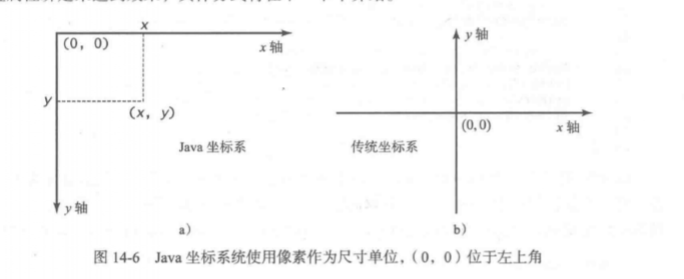 x
(0, 0)
x 轴
y
(x, y)
Java 坐标系
y 轴
a)
y 轴
(0,0)
x 轴
传统坐标系
b)
图 14-6 Java 坐标系统使用像素作为尺寸单位，(0, 0) 位于左上角